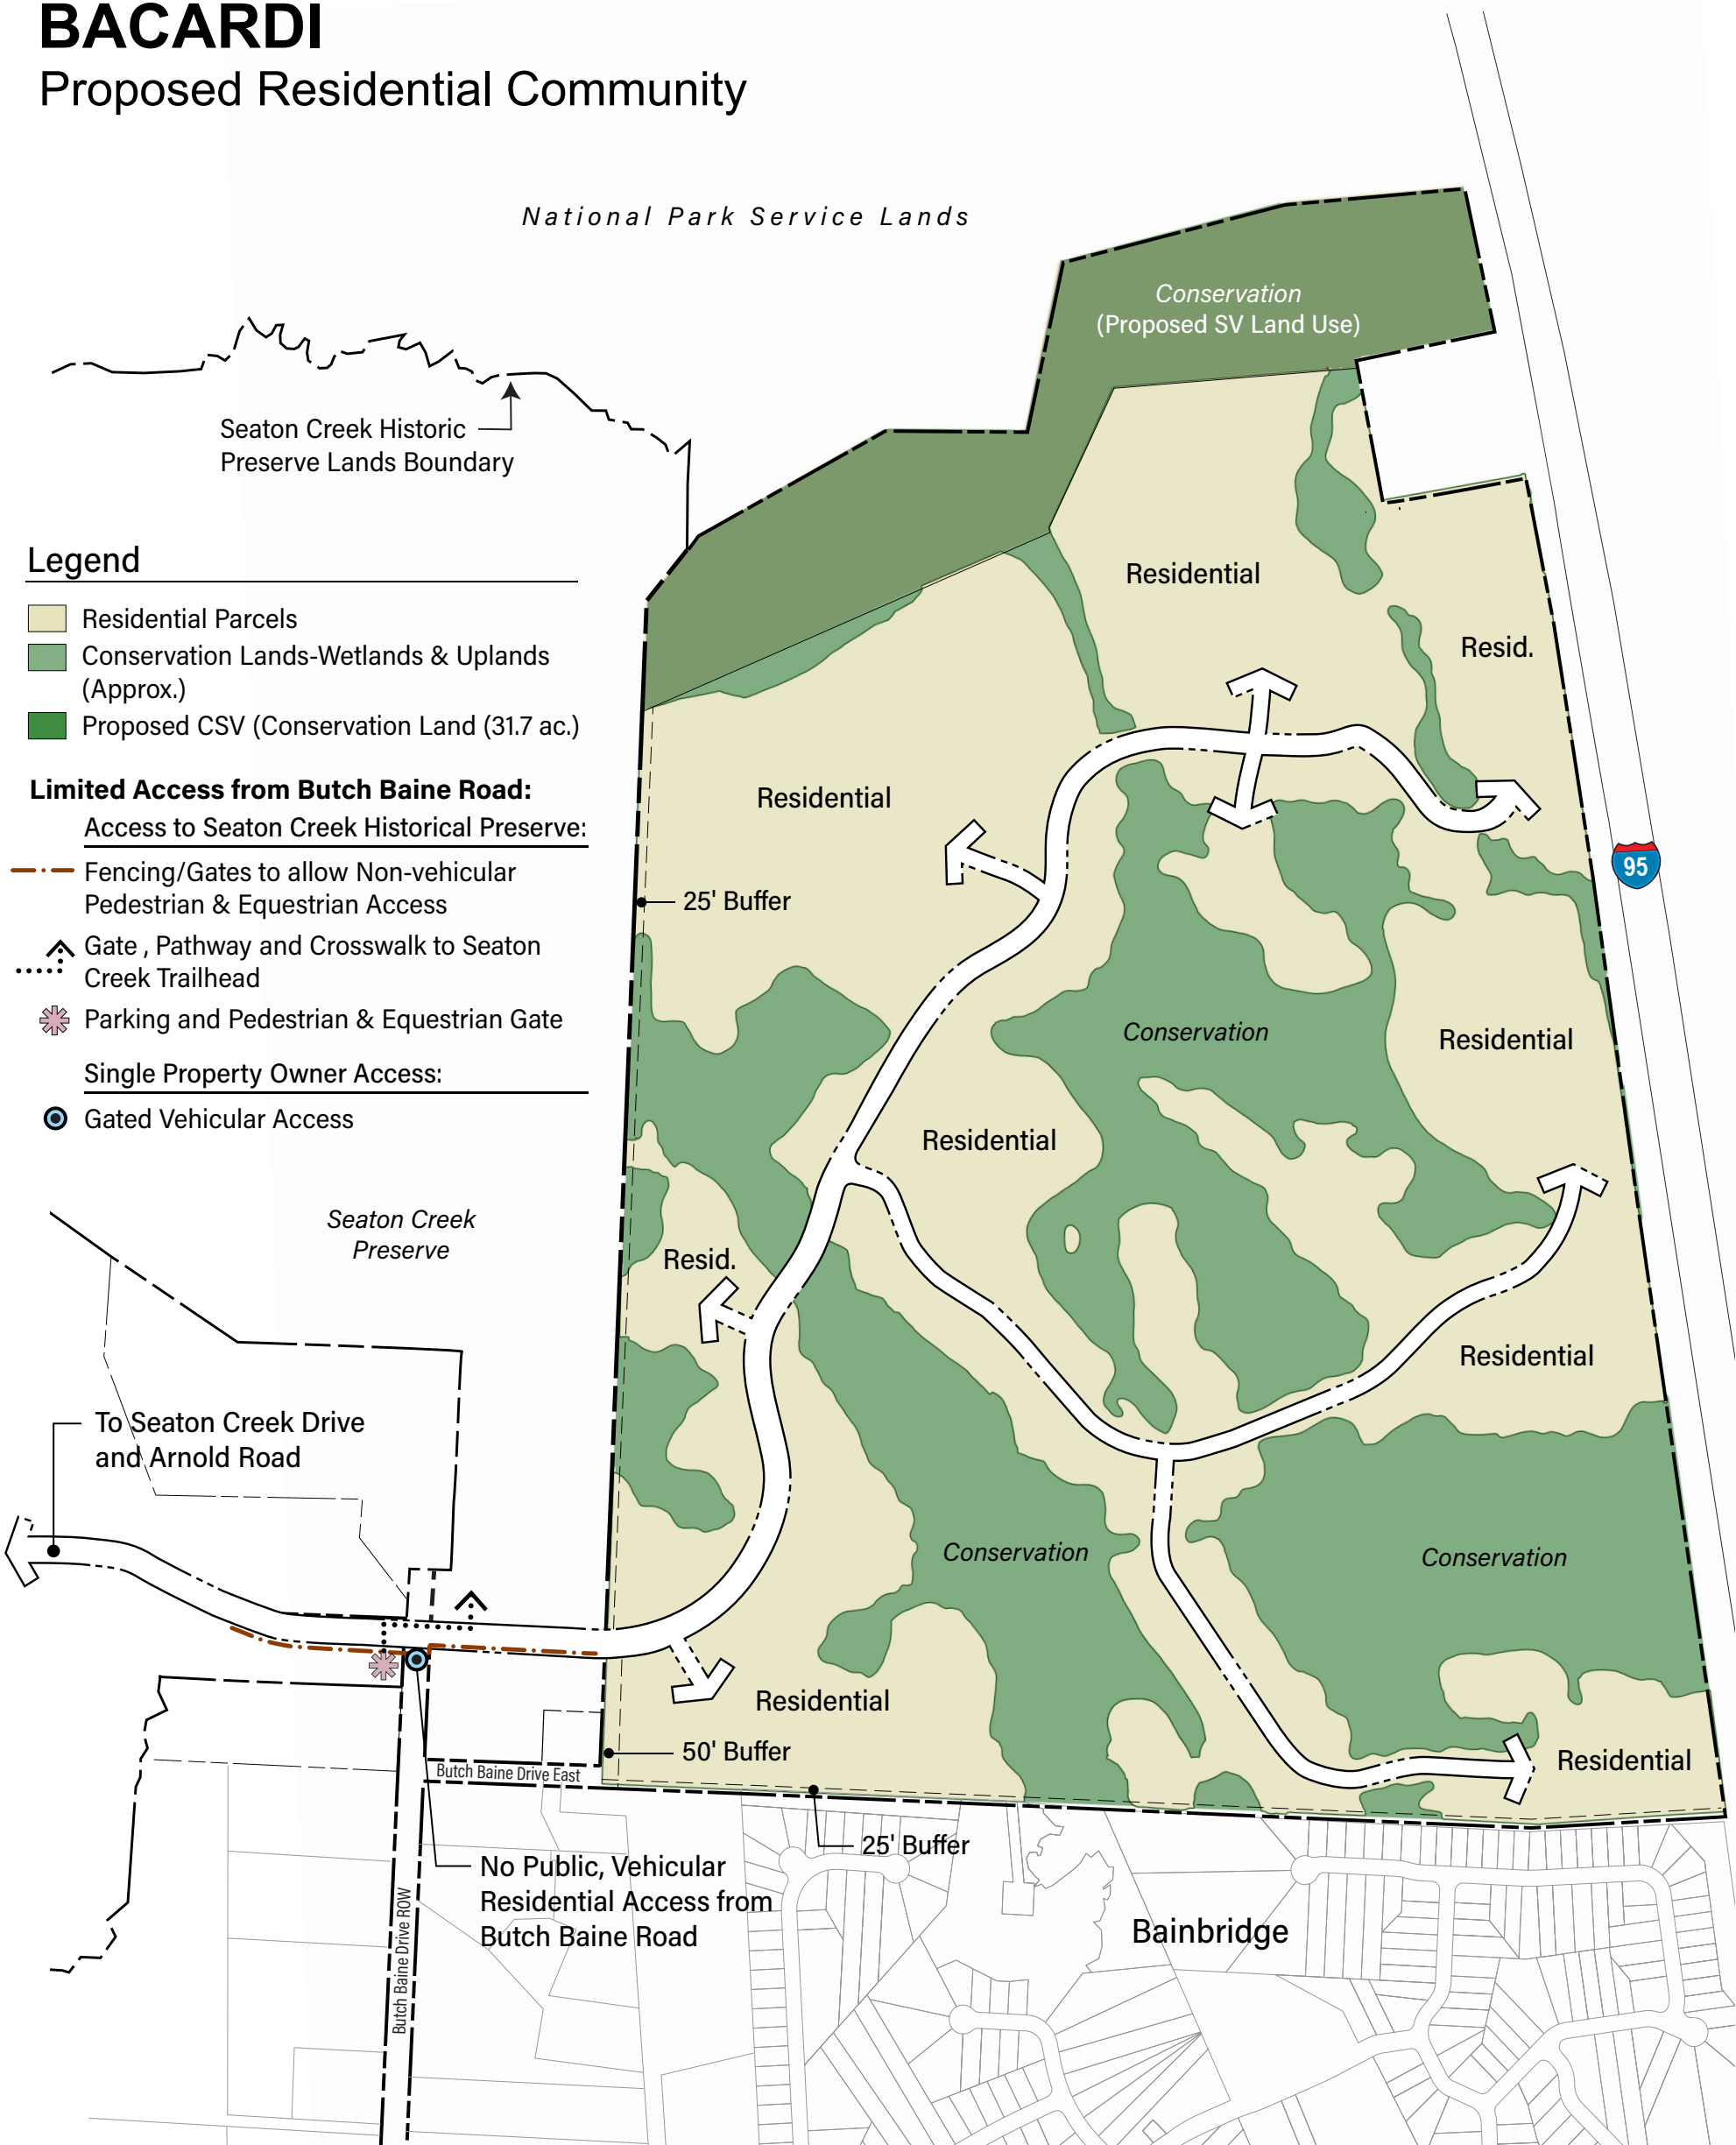 BACARDI
Proposed Residential Community
National Park Service Lands
Conservation
(Proposed SV Land Use)
Seaton Creek Historic
Preserve Lands Boundary
Legend
Residential Parcels
Conservation Lands-Wetlands & Uplands
(Approx.)
Proposed CSV (Conservation Land (31.7 ac.)
Limited Access from Butch Baine Road:
Access to Seaton Creek Historical Preserve:
Fencing/Gates to allow Non-vehicular
Pedestrian & Equestrian Access
Gate , Pathway and Crosswalk to Seaton
Creek Trailhead
Parking and Pedestrian & Equestrian Gate
Single Property Owner Access:
Gated Vehicular Access
Residential
Resid.
Residential
25' Buffer
95
Conservation
Residential
Residential
Seaton Creek
Preserve
Resid.
Residential
To Seaton Creek Drive
and Arnold Road
Conservation
Conservation
Residential
50' Buffer
Residential
Butch Baine Drive East
25' Buffer
No Public, Vehicular
Residential Access from
Butch Baine Road
Butch Baine Drive ROW
Bainbridge